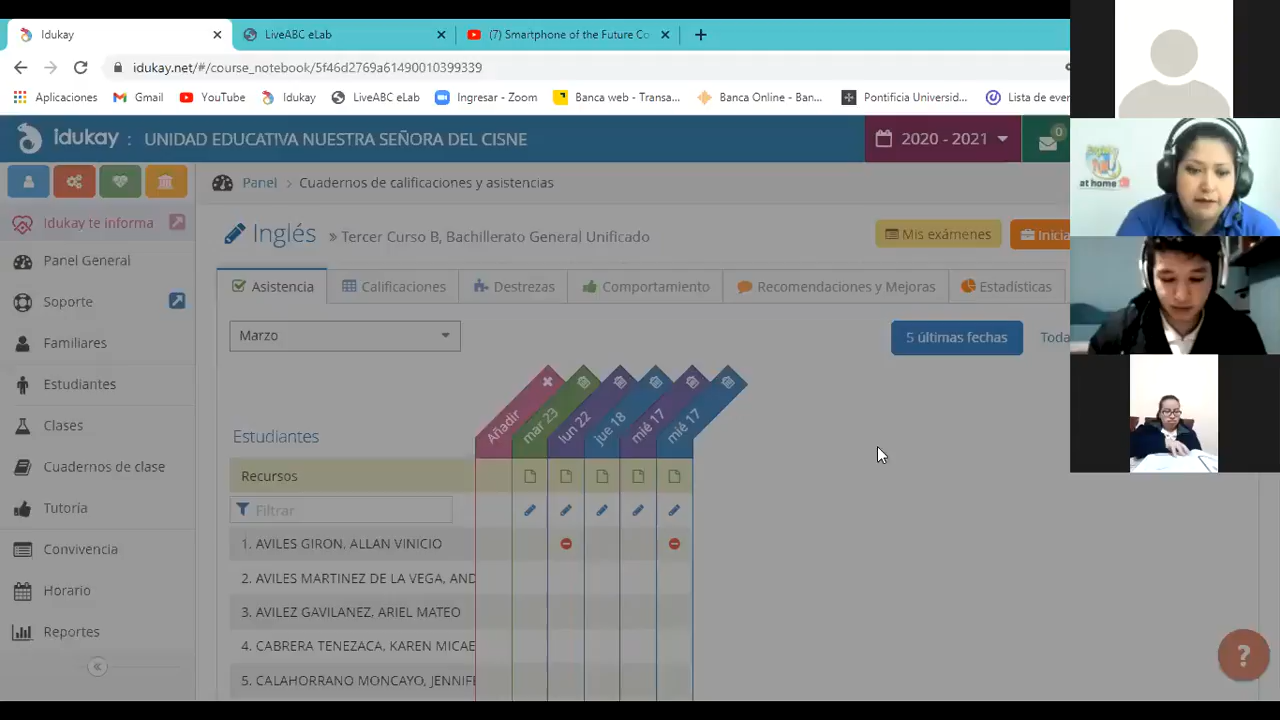 Idukay
LiveABC eLab
(7) Smartphone of the Future Co
idukay.net/#/course_notebook/5f46d2769a61490010399339
Aplicaciones
Gmail
YouTube
Idukay
LiveABC eLab
Ingresar - Zoom
Banca web - Transa...
Banca Online - Ban...
Pontificia Universid...
Lista de eve
idukay : UNIDAD EDUCATIVA NUESTRA SEÑORA DEL CISNE
2020 - 2021
0
at home
Idukay te informa
Panel > Cuadernos de calificaciones y asistencias
Panel General
Inglés » Tercer Curso B, Bachillerato General Unificado
Mis exámenes
Inicia
Soporte
Asistencia
Calificaciones
Destrezas
Comportamiento
Recomendaciones y Mejoras
Estadísticas
Familiares
Marzo
5 últimas fechas
Toda
Estudiantes
Clases
Cuadernos de clase
Tutoría
Convivencia
Horario
Reportes
Añadir
mar 23
lun 22
jue 18
mié 17
mié 17
Estudiantes
Recursos
Filtrar
1. AVILES GIRON, ALLAN VINICIO
2. AVILES MARTINEZ DE LA VEGA, AND
3. AVILEZ GAVILANEZ, ARIEL MATEO
4. CABRERA TENEZACA, KAREN MICAE
5. CALAHORRANO MONCAYO, JENNIF
?